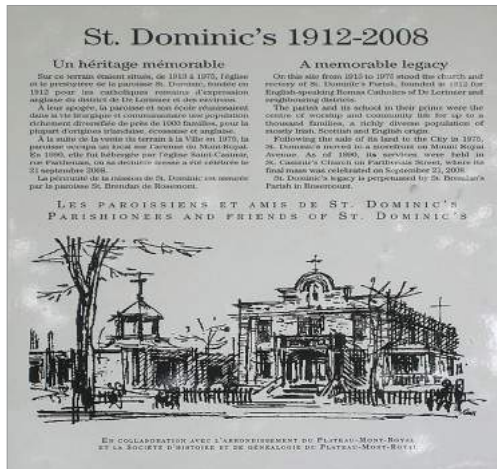 St. Dominic's 1912-2008
Un héritage mémorable
Sur ce terrain étaient situés, de 1913 à 1975, l'église
et le presbytère de la paroisse St. Dominic, fondée en
1912 pour les catholiques romains d'expression
anglaise du district de De Lorimier et des environs.
À leur apogée, la paroisse et son école réunissaient
dans la vie liturgique et communautaire une population
richement diversifiée de près de 1000 familles, pour la
plupart d'origines irlandaise, écossaise et anglaise.
À la suite de la vente du terrain à la Ville en 1975, la
paroisse occupa un local sur l'avenue du Mont-Royal.
En 1990, elle fut hébergée par l'église Saint-Casimir,
rue Parthenais, où sa dernière messe a été célébrée le
21 septembre 2008.
La pérennité de la mission de St. Dominic est assurée
par la paroisse St. Brendan de Rosemont.
A memorable legacy
On this site from 1913 to 1975 stood the church and
rectory of St. Dominic's Parish, founded in 1912 for
English-speaking Roman Catholics of De Lorimier and
neighbouring districts.
The parish and its school in their prime were the
centre of worship and community life for up to a
thousand families, a richly diverse population of
mostly Irish, Scottish and English origin.
Following the sale of its land to the City in 1975,
St. Dominic's moved to a storefront on Mount Royal
Avenue. As of 1990, its services were held in
St. Casimir's Church on Parthenais Street, where its
final mass was celebrated on September 21, 2008.
St. Dominic's legacy is perpetuated by St. Brendan's
Parish in Rosemount.
Les paroissiens et amis de St. Dominic's
Parishioners and friends of St. Dominic's
En collaboration avec l'arrondissement du Plateau-Mont-Royal
et la Société d'histoire et de généalogie du Plateau-Mont-Royal